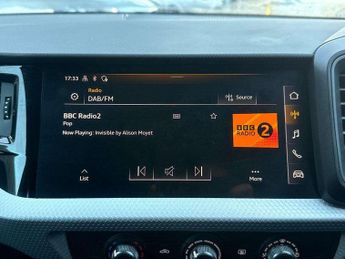 17:33
Radio
DAB/FM
Source
BBC Radio2
Pop
Now Playing: Invisible by Alison Moyet
BBC
RADIO 2
List
More